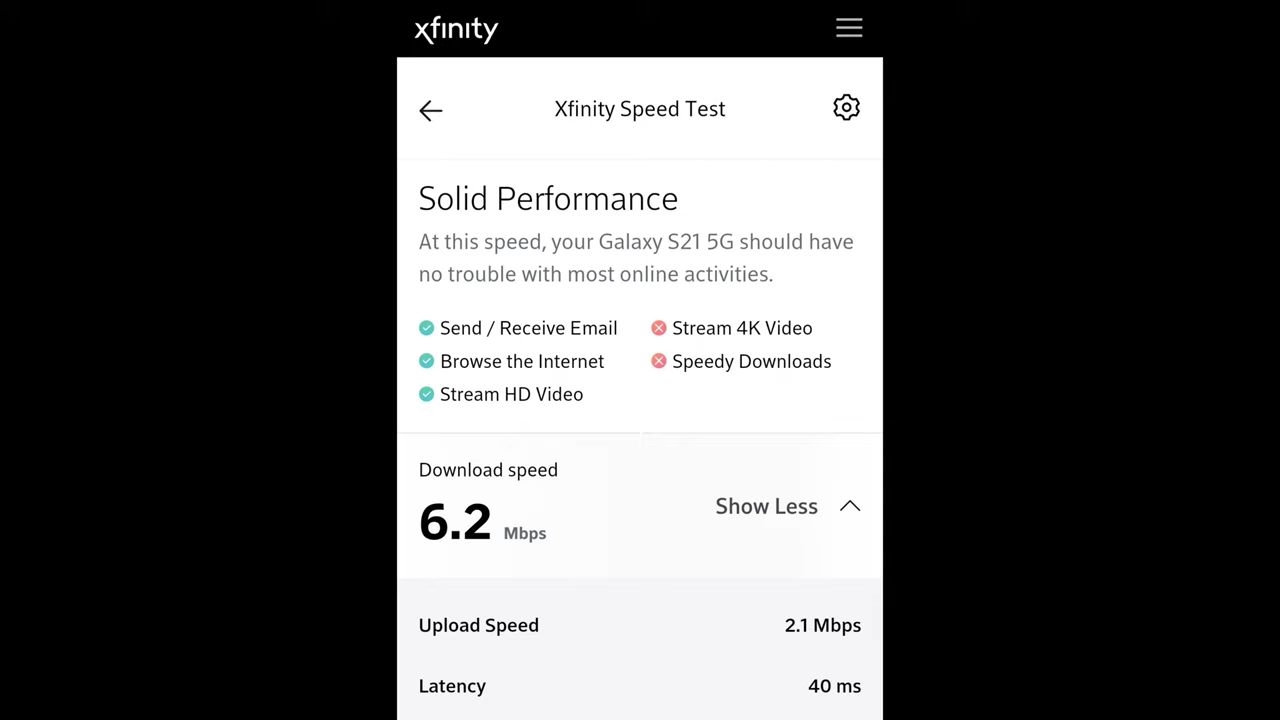 xfinity
Xfinity Speed Test
Solid Performance
At this speed, your Galaxy S21 5G should have
no trouble with most online activities.
Send / Receive Email
Stream 4K Video
Browse the Internet
Speedy Downloads
Stream HD Video
Download speed
6.2 Mbps
Show Less
Upload Speed
2.1 Mbps
Latency
40 ms